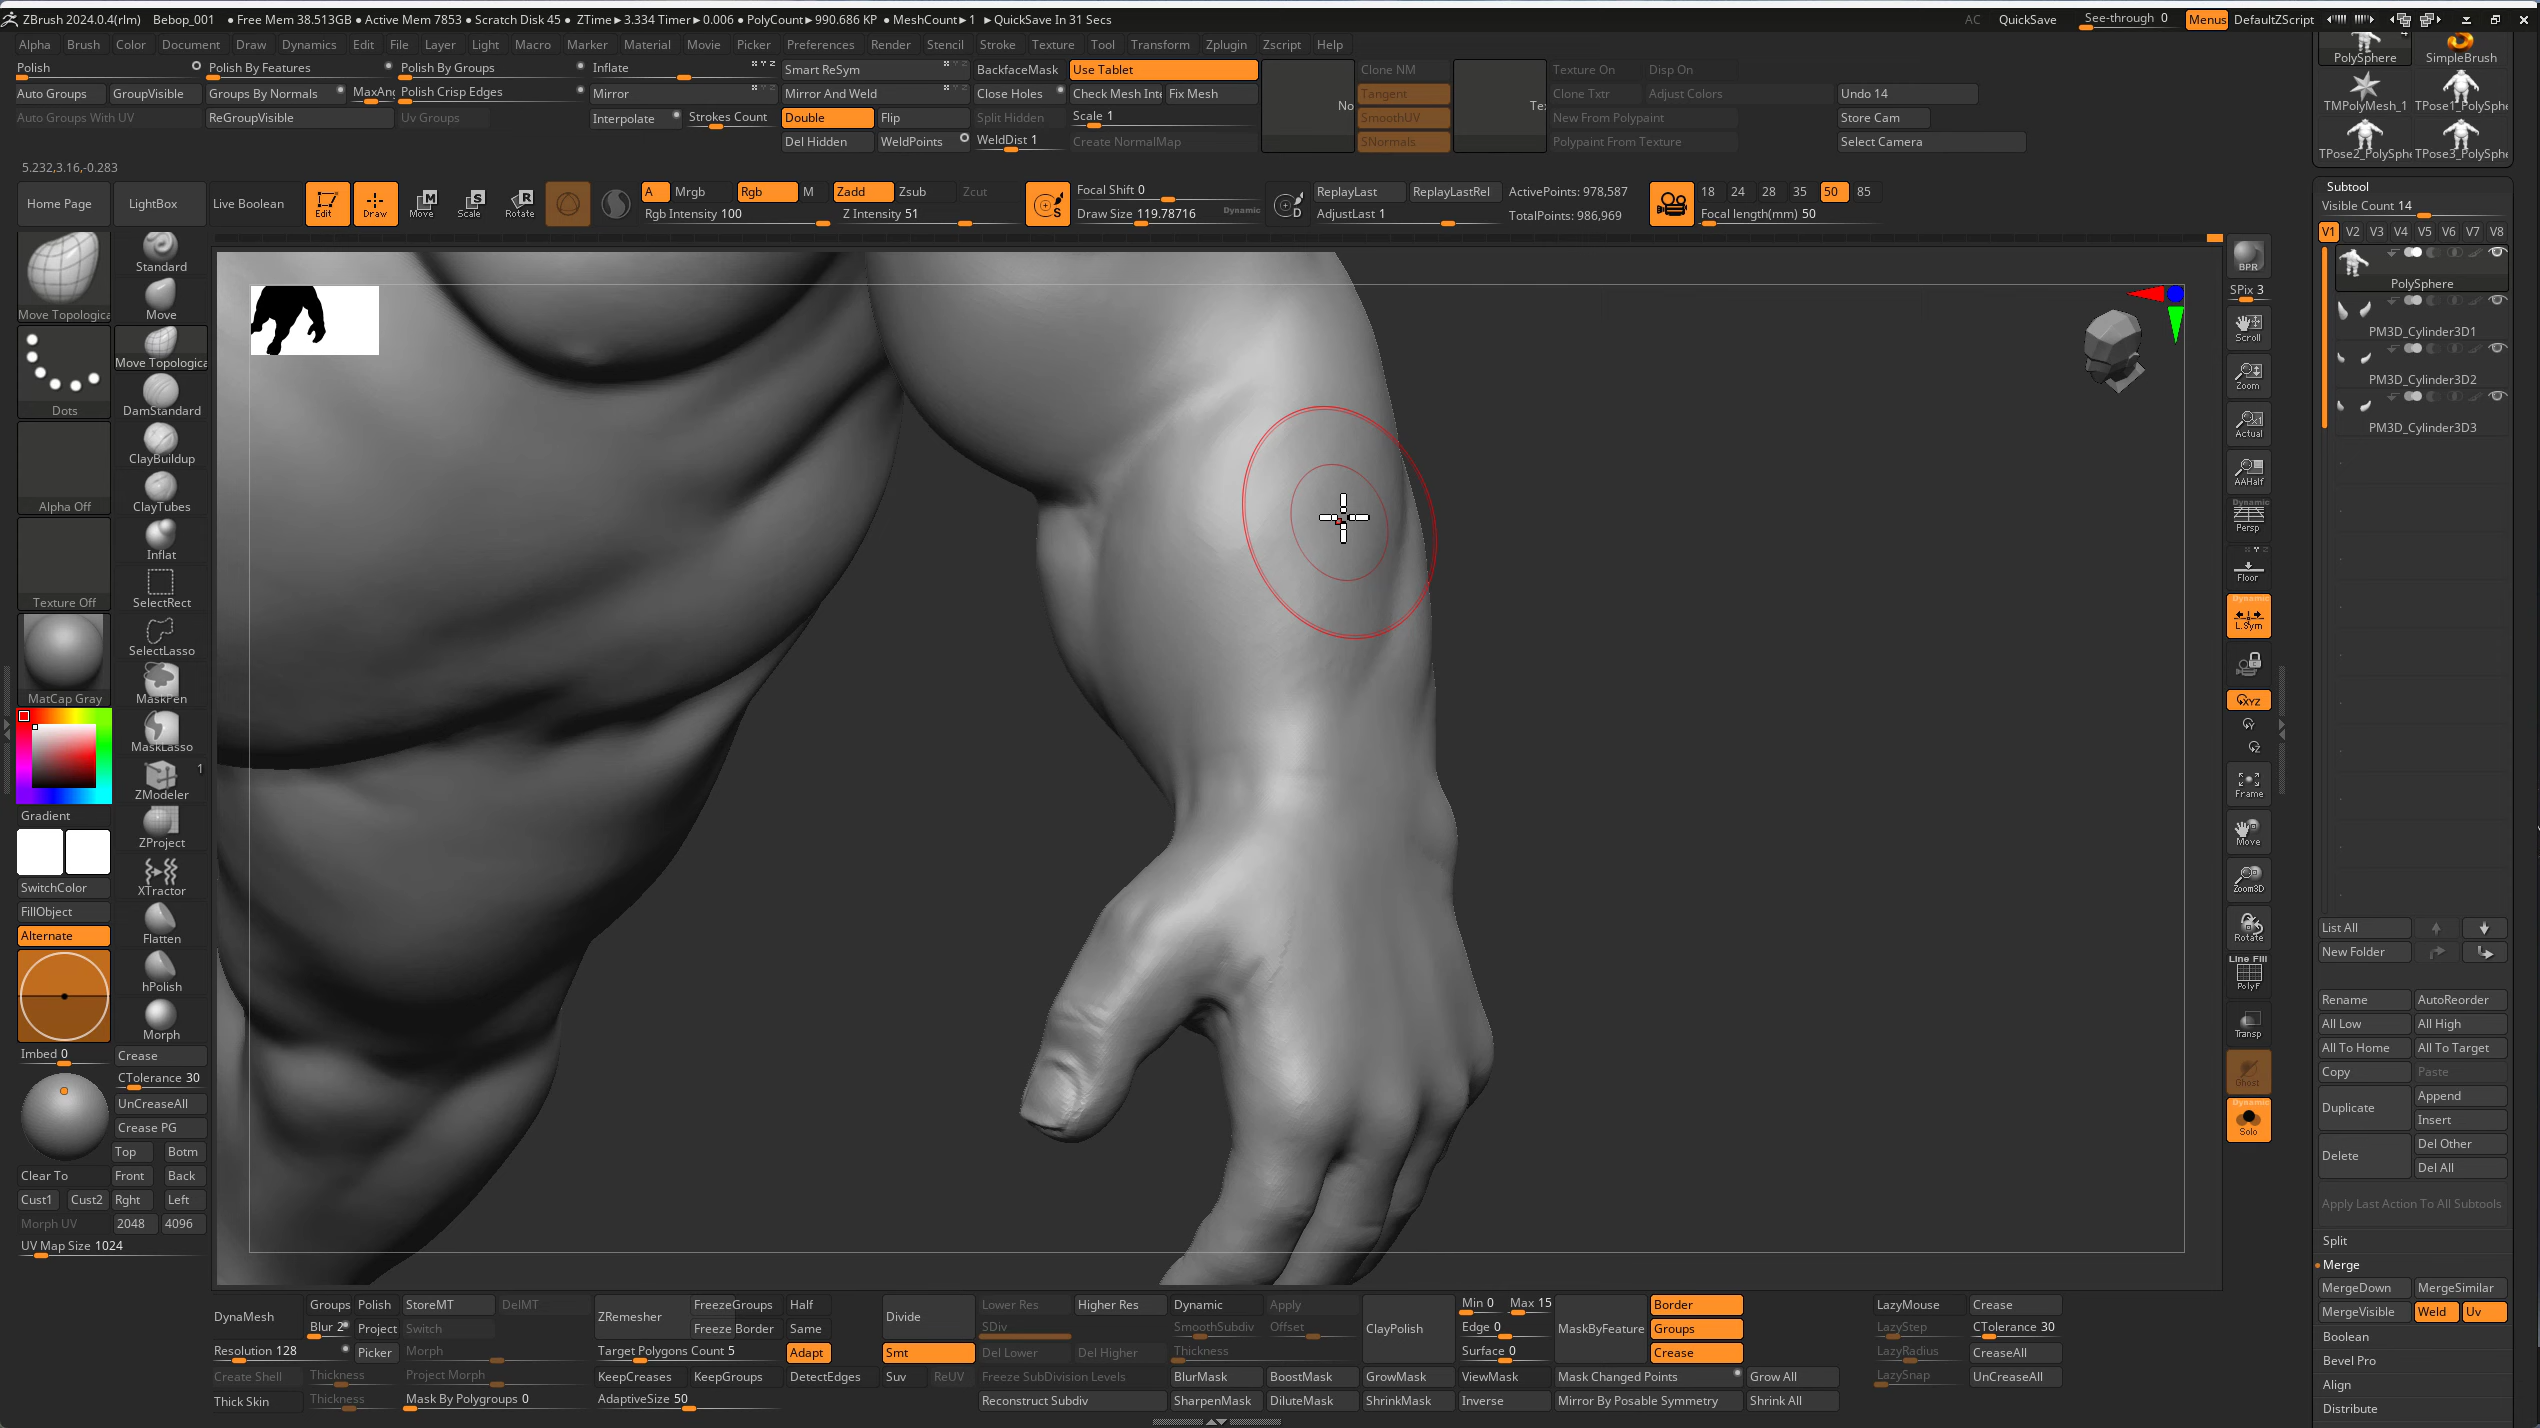 ZBrush 2024.0.4(rlm) Bebop_001 ● Free Mem 38.513GB ● Active Mem 7853 ● Scratch Disk 45 ● ZTime►3.334 Timer►0.006 ● PolyCount►990.686 KP ● MeshCount►1 ►QuickSave In 31 Secs AC QuickSave See-through 0 Menus DefaultZScript
Alpha Brush Color Document Draw Dynamics Edit File Layer Light Macro Marker Material Movie Picker Preferences Render Stencil Stroke Texture Tool Transform Zplugin Zscript Help
Polish Polish By Features Polish By Groups Inflate Smart ReSym BackfaceMask Use Tablet Clone NM Texture On Disp On
Auto Groups GroupVisible Groups By Normals MaxAn Polish Crisp Edges Mirror Mirror And Weld Close Holes Check Mesh Int Fix Mesh Tangent Clone Txtr Adjust Colors Undo 14
Auto Groups With UV ReGroupVisible Uv Groups Interpolate Strokes Count Double Flip Split Hidden Scale 1 No SmoothUV Te: New From Polypaint Store Cam
Del Hidden WeldPoints WeldDist 1 Create NormalMap SNormals Polypaint From Texture Select Camera
5.232,3.16,-0.283
Home Page LightBox Live Boolean Edit Draw Move Scale Rotate A Mrgb Rgb M Zadd Zsub Zcut
Rgb Intensity 100 Z Intensity 51
S Focal Shift 0
Draw Size 119.78716 Dynamic
D ReplayLast ReplayLastRel ActivePoints: 978,587
AdjustLast 1 TotalPoints: 986,969
18 24 28 35 50 85
Focal length(mm) 50
Move Topologica
Dots
Alpha Off
Texture Off
MatCap Gray
Gradient
SwitchColor
FillObject
Alternate
Imbed 0
Standard
Move
Move Topologica
DamStandard
ClayBuildup
ClayTubes
Inflat
SelectRect
SelectLasso
MaskPen
MaskLasso
1
ZModeler
ZProject
XTractor
Flatten
hPolish
Morph
Crease
CTolerance 30
UnCreaseAll
Crease PG
Top Botm
Clear To Front Back
Cust1 Cust2 Rght Left
Morph UV 2048 4096
UV Map Size 1024
BPR
SPix 3
Scroll
Zoom
Actual
AAHalf
Dynamic
Persp
Floor
Dynamic
L.Sym
XYZ
Y
Z
Frame
Move
Zoom3D
Rotate
Line Fill
PolyF
Transp
Ghost
Dynamic
Solo
4
PolySphere SimpleBrush
TMPolyMesh_1 TPose1_PolySphe
TPose2_PolySphe TPose3_PolySphe
Subtool
Visible Count 14
V1 V2 V3 V4 V5 V6 V7 V8
PolySphere
PM3D_Cylinder3D1
PM3D_Cylinder3D2
PM3D_Cylinder3D3
List All
New Folder
Rename AutoReorder
All Low All High
All To Home All To Target
Copy Paste
Duplicate Append
Insert
Delete Del Other
Del All
Apply Last Action To All Subtools
Split
Merge
MergeDown MergeSimilar
MergeVisible Weld Uv
Boolean
Bevel Pro
Align
Distribute
DynaMesh Groups Polish StoreMT DelMT ZRemesher FreezeGroups Half Divide Lower Res Higher Res Dynamic Apply ClayPolish Min 0 Max 15 MaskByFeature Border LazyMouse Crease
Blur 2 Project Switch Freeze Border Same SDiv SmoothSubdiv Offset Edge 0 Groups LazyStep CTolerance 30
Resolution 128 Picker Morph Target Polygons Count 5 Adapt Smt Del Lower Del Higher Thickness Surface 0 Crease LazyRadius CreaseAll
Create Shell Thickness Project Morph KeepCreases KeepGroups DetectEdges Suv ReUV Freeze SubDivision Levels BlurMask BoostMask GrowMask ViewMask Mask Changed Points Grow All LazySnap UnCreaseAll
Thick Skin Thickness Mask By Polygroups 0 AdaptiveSize 50 Reconstruct Subdiv SharpenMask DiluteMask ShrinkMask Inverse Mirror By Posable Symmetry Shrink All